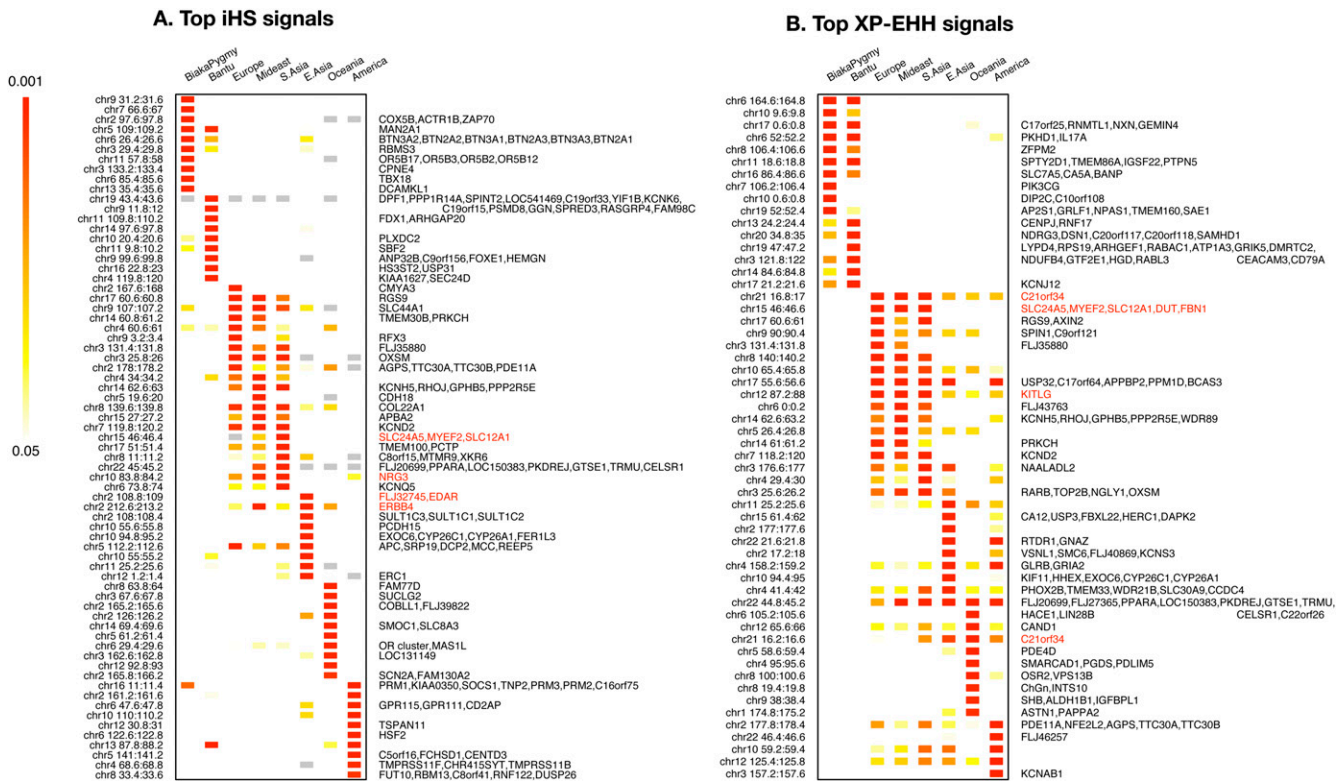 A. Top iHS signals
0.001
0.05
BiakaPygmy
Bantu
Europe
Mideast
S.Asia
E.Asia
Oceania
America
chr9 31.2:31.6
chr7 66.6:67
chr2 97.6:97.8 COX5B,ACTR1B,ZAP70
chr5 109:109.2 MAN2A1
chr6 26.4:26.6 BTN3A2,BTN2A2,BTN3A1,BTN2A3,BTN3A3,BTN2A1
chr3 29.4:29.8 RBMS3
chr11 57.8:58 OR5B17,OR5B3,OR5B2,OR5B12
chr3 133.2:133.4 CPNE4
chr6 85.4:85.6 TBX18
chr13 35.4:35.6 DCAMKL1
chr19 43.4:43.6 DPF1,PPP1R14A,SPINT2,LOC541469,C19orf33,YIF1B,KCNK6,
chr9 11.8:12 C19orf15,PSMD8,GGN,SPRED3,RASGRP4,FAM98C
chr11 109.8:110.2 FDX1,ARHGAP20
chr14 97.6:97.8
chr10 20.4:20.6 PLXDC2
chr11 9.8:10.2 SBF2
chr9 99.6:99.8 ANP32B,C9orf156,FOXE1,HEMGN
chr16 22.8:23 HS3ST2,USP31
chr4 119.8:120 KIAA1627,SEC24D
chr2 167.6:168 CMYA3
chr17 60.6:60.8 RGS9
chr9 107:107.2 SLC44A1
chr14 60.8:61.2 TMEM30B,PRKCH
chr4 60.6:61
chr9 3.2:3.4 RFX3
chr3 131.4:131.8 FLJ35880
chr3 25.8:26 OXSM
chr2 178:178.2 AGPS,TTC30A,TTC30B,PDE11A
chr4 34:34.2
chr14 62.6:63 KCNH5,RHOJ,GPHB5,PPP2R5E
chr5 19.6:20 CDH18
chr8 139.6:139.8 COL22A1
chr15 27:27.2 APBA2
chr7 119.8:120.2 KCND2
chr15 46:46.4 SLC24A5,MYEF2,SLC12A1
chr17 51:51.4 TMEM100,PCTP
chr8 11:11.2 C8orf15,MTMR9,XKR6
chr22 45:45.2 FLJ20699,PPARA,LOC150383,PKDREJ,GTSE1,TRMU,CELSR1
chr10 83.8:84.2 NRG3
chr6 73.8:74 KCNQ5
chr2 108.8:109 FLJ32745,EDAR
chr2 212.6:213.2 ERBB4
chr2 108:108.4 SULT1C3,SULT1C1,SULT1C2
chr10 55.6:55.8 PCDH15
chr10 94.8:95.2 EXOC6,CYP26C1,CYP26A1,FER1L3
chr5 112.2:112.6 APC,SRP19,DCP2,MCC,REEP5
chr10 55:55.2
chr11 25.2:25.6
chr12 1.2:1.4 ERC1
chr8 63.8:64 FAM77D
chr3 67.6:67.8 SUCLG2
chr2 165.2:165.6 COBLL1,FLJ39822
chr2 126:126.2
chr14 69.4:69.6 SMOC1,SLC8A3
chr5 61.2:61.4
chr6 29.4:29.6 OR cluster,MAS1L
chr3 162.6:162.8 LOC131149
chr12 92.8:93
chr2 165.8:166.2 SCN2A,FAM130A2
chr16 11:11.4 PRM1,KIAA0350,SOCS1,TNP2,PRM3,PRM2,C16orf75
chr2 161.2:161.6
chr6 47.6:47.8 GPR115,GPR111,CD2AP
chr10 110:110.2
chr12 30.8:31 TSPAN11
chr6 122.6:122.8 HSF2
chr13 87.8:88.2
chr5 141:141.2 C5orf16,FCHSD1,CENTD3
chr4 68.6:68.8 TMPRSS11F,CHR415SYT,TMPRSS11B
chr8 33.4:33.6 FUT10,RBM13,C8orf41,RNF122,DUSP26
B. Top XP-EHH signals
BiakaPygmy
Bantu
Europe
Mideast
S.Asia
E.Asia
Oceania
America
chr6 164.6:164.8
chr10 9.6:9.8
chr17 0.6:0.8 C17orf25,RNMTL1,NXN,GEMIN4
chr6 52:52.2 PKHD1,IL17A
chr8 106.4:106.6 ZFPM2
chr11 18.6:18.8 SPTY2D1,TMEM86A,IGSF22,PTPN5
chr16 86.4:86.6 SLC7A5,CA5A,BANP
chr7 106.2:106.4 PIK3CG
chr10 0.6:0.8 DIP2C,C10orf108
chr19 52:52.4 AP2S1,GRLF1,NPAS1,TMEM160,SAE1
chr13 24.2:24.4 CENPJ,RNF17
chr20 34.8:35 NDRG3,DSN1,C20orf117,C20orf118,SAMHD1
chr19 47:47.2 LYPD4,RPS19,ARHGEF1,RABAC1,ATP1A3,GRIK5,DMRTC2,
chr3 121.8:122 NDUFB4,GTF2E1,HGD,RABL3 CEACAM3,CD79A
chr14 84.6:84.8
chr17 21.2:21.6 KCNJ12
chr21 16.8:17 C21orf34
chr15 46:46.6 SLC24A5,MYEF2,SLC12A1,DUT,FBN1
chr17 60.6:61 RGS9,AXIN2
chr9 90:90.4 SPIN1,C9orf121
chr3 131.4:131.8 FLJ35880
chr8 140:140.2
chr10 65.4:65.8
chr17 55.6:56.6 USP32,C17orf64,APPBP2,PPM1D,BCAS3
chr12 87.2:88 KITLG
chr6 0:0.2 FLJ43763
chr14 62.6:63.2 KCNH5,RHOJ,GPHB5,PPP2R5E,WDR89
chr5 26.4:26.8
chr14 61:61.2 PRKCH
chr7 118.2:120 KCND2
chr3 176.6:177 NAALADL2
chr4 29.4:30
chr3 25.6:26.2 RARB,TOP2B,NGLY1,OXSM
chr11 25.2:25.6
chr15 61.4:62 CA12,USP3,FBXL22,HERC1,DAPK2
chr2 177:177.6
chr22 21.6:21.8 RTDR1,GNAZ
chr2 17.2:18 VSNL1,SMC6,FLJ40869,KCNS3
chr4 158.2:159.2 GLRB,GRIA2
chr10 94.4:95 KIF11,HHEX,EXOC6,CYP26C1,CYP26A1
chr4 41.4:42 PHOX2B,TMEM33,WDR21B,SLC30A9,CCDC4
chr22 44.8:45.2 FLJ20699,FLJ27365,PPARA,LOC150383,PKDREJ,GTSE1,TRMU,
chr6 105.2:105.6 HACE1,LIN28B CELSR1,C22orf26
chr12 65.6:66 CAND1
chr21 16.2:16.6 C21orf34
chr5 58.6:59.4 PDE4D
chr4 95:95.6 SMARCAD1,PGDS,PDLIM5
chr8 100:100.6 OSR2,VPS13B
chr8 19.4:19.8 ChGn,INTS10
chr9 38:38.4 SHB,ALDH1B1,IGFBPL1
chr1 174.8:175.2 ASTN1,PAPPA2
chr2 177.8:178.4 PDE11A,NFE2L2,AGPS,TTC30A,TTC30B
chr22 46.4:46.6 FLJ46257
chr10 59.2:59.4
chr12 125.4:125.8
chr3 157.2:157.6 KCNAB1